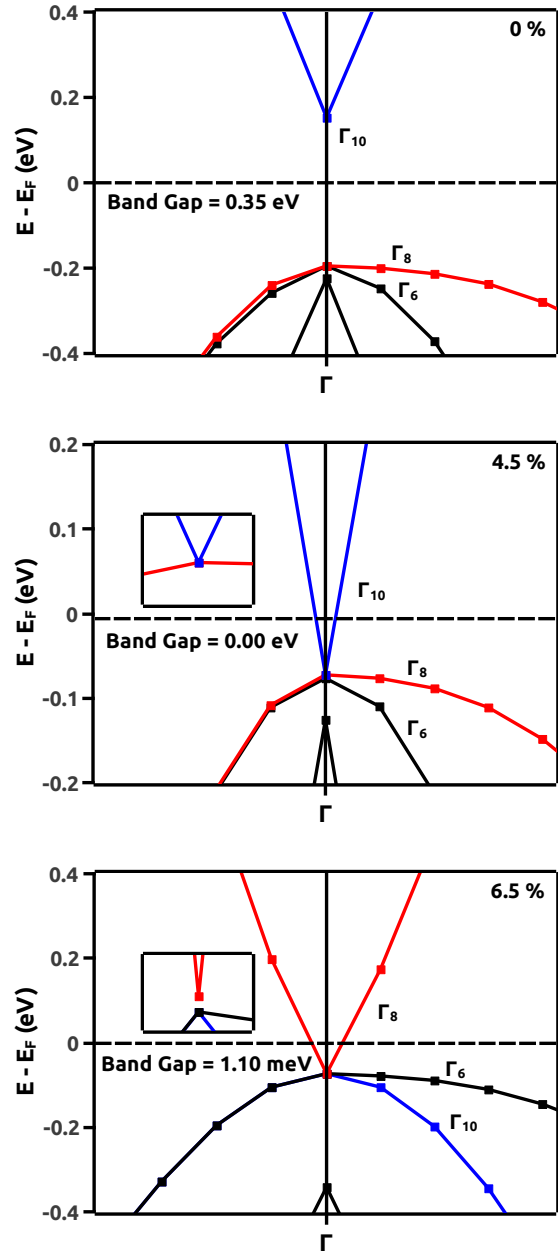 0.4
0 %
0.2
Γ₁₀
E - E_F (eV)
0
Band Gap = 0.35 eV
Γ₈
-0.2
Γ₆
-0.4
Γ
0.2
4.5 %
0.1
Γ₁₀
E - E_F (eV)
0
Band Gap = 0.00 eV
Γ₈
-0.1
Γ₆
-0.2
Γ
0.4
6.5 %
0.2
Γ₈
E - E_F (eV)
0
Band Gap = 1.10 meV
Γ₆
Γ₁₀
-0.2
-0.4
Γ